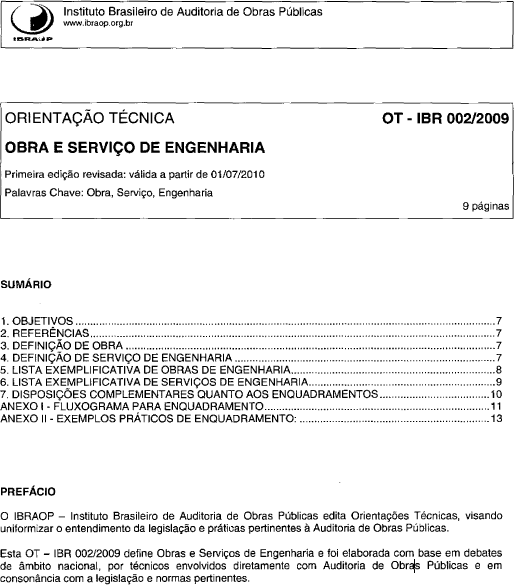 Instituto Brasileiro de Auditoria de Obras Públicas
www.ibraop.org.br
IBRAOP
ORIENTAÇÃO TÉCNICA OT - IBR 002/2009
OBRA E SERVIÇO DE ENGENHARIA
Primeira edição revisada: válida a partir de 01/07/2010
Palavras Chave: Obra, Serviço, Engenharia
9 páginas
SUMÁRIO
1. OBJETIVOS ........ 7
2. REFERÊNCIAS ........ 7
3. DEFINIÇÃO DE OBRA ........ 7
4. DEFINIÇÃO DE SERVIÇO DE ENGENHARIA ........ 7
5. LISTA EXEMPLIFICATIVA DE OBRAS DE ENGENHARIA ........ 8
6. LISTA EXEMPLIFICATIVA DE SERVIÇOS DE ENGENHARIA ........ 9
7. DISPOSIÇÕES COMPLEMENTARES QUANTO AOS ENQUADRAMENTOS ........ 10
ANEXO I - FLUXOGRAMA PARA ENQUADRAMENTO ........ 11
ANEXO II - EXEMPLOS PRÁTICOS DE ENQUADRAMENTO: ........ 13
PREFÁCIO
O IBRAOP – Instituto Brasileiro de Auditoria de Obras Públicas edita Orientações Técnicas, visando
uniformizar o entendimento da legislação e práticas pertinentes à Auditoria de Obras Públicas.
Esta OT – IBR 002/2009 define Obras e Serviços de Engenharia e foi elaborada com base em debates
de âmbito nacional, por técnicos envolvidos diretamente com Auditoria de Obras Públicas e em
consonância com a legislação e normas pertinentes.